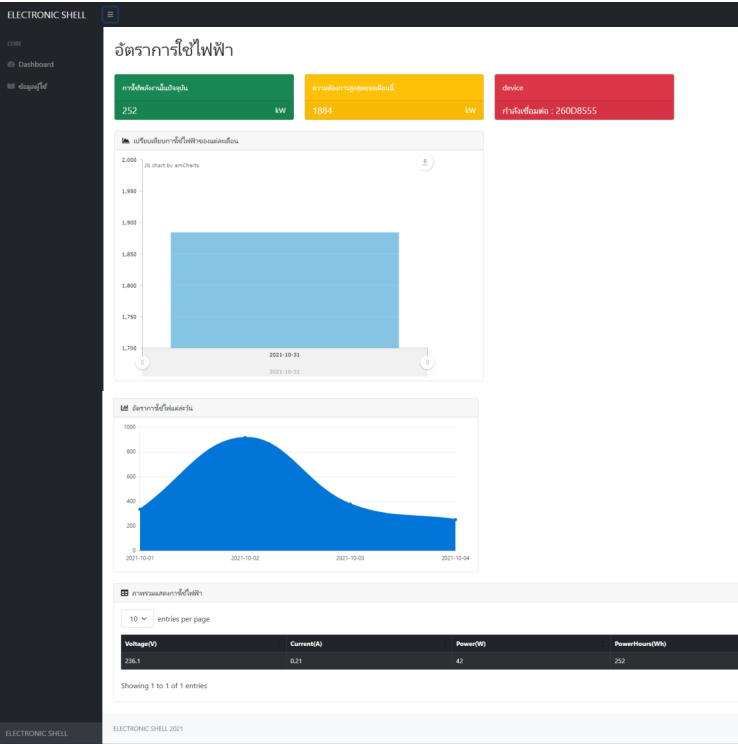 ELECTRONIC SHELL
CORE
Dashboard
ข้อมูลผู้ใช้
อัตราการใช้ไฟฟ้า
การใช้พลังงานในปัจจุบัน
252 kW
ความต้องการสูงสุดของเดือนนี้
1884 kW
device
กำลังเชื่อมต่อ : 260D8555
เปรียบเทียบการใช้ไฟฟ้าของแต่ละเดือน
JS chart by amCharts
2,000
1,950
1,900
1,850
1,800
1,750
1,700
2021-10-31
2021-10-31
อัตราการใช้ไฟแต่ล่ะวัน
1000
800
600
400
200
0
2021-10-01 2021-10-02 2021-10-03 2021-10-04
ภาพรวมแสดงการใช้ไฟฟ้า
10 entries per page
Voltage(V) Current(A) Power(W) PowerHours(Wh)
236.1 0.21 42 252
Showing 1 to 1 of 1 entries
ELECTRONIC SHELL
ELECTRONIC SHELL 2021